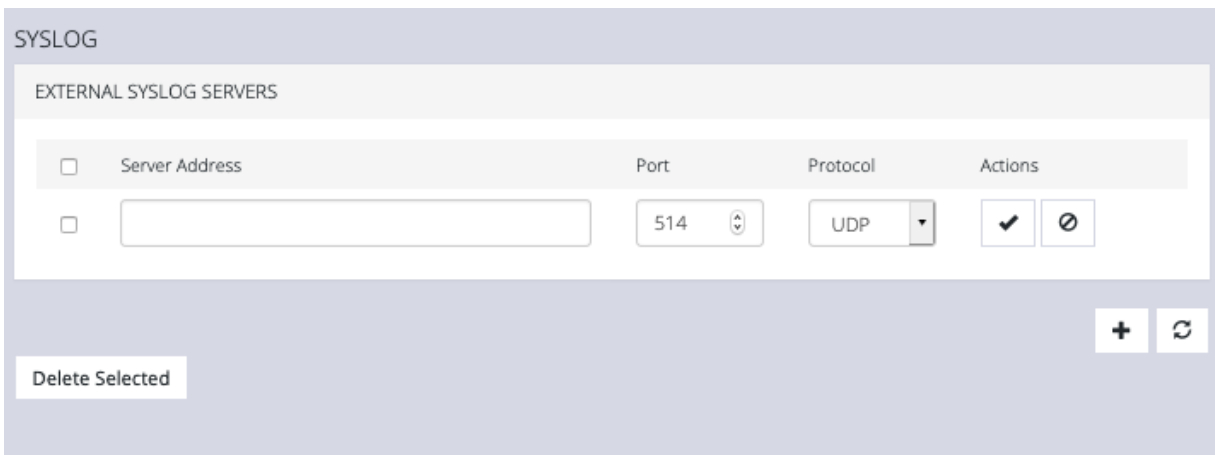 SYSLOG
EXTERNAL SYSLOG SERVERS
Server Address Port Protocol Actions
514 UDP
Delete Selected